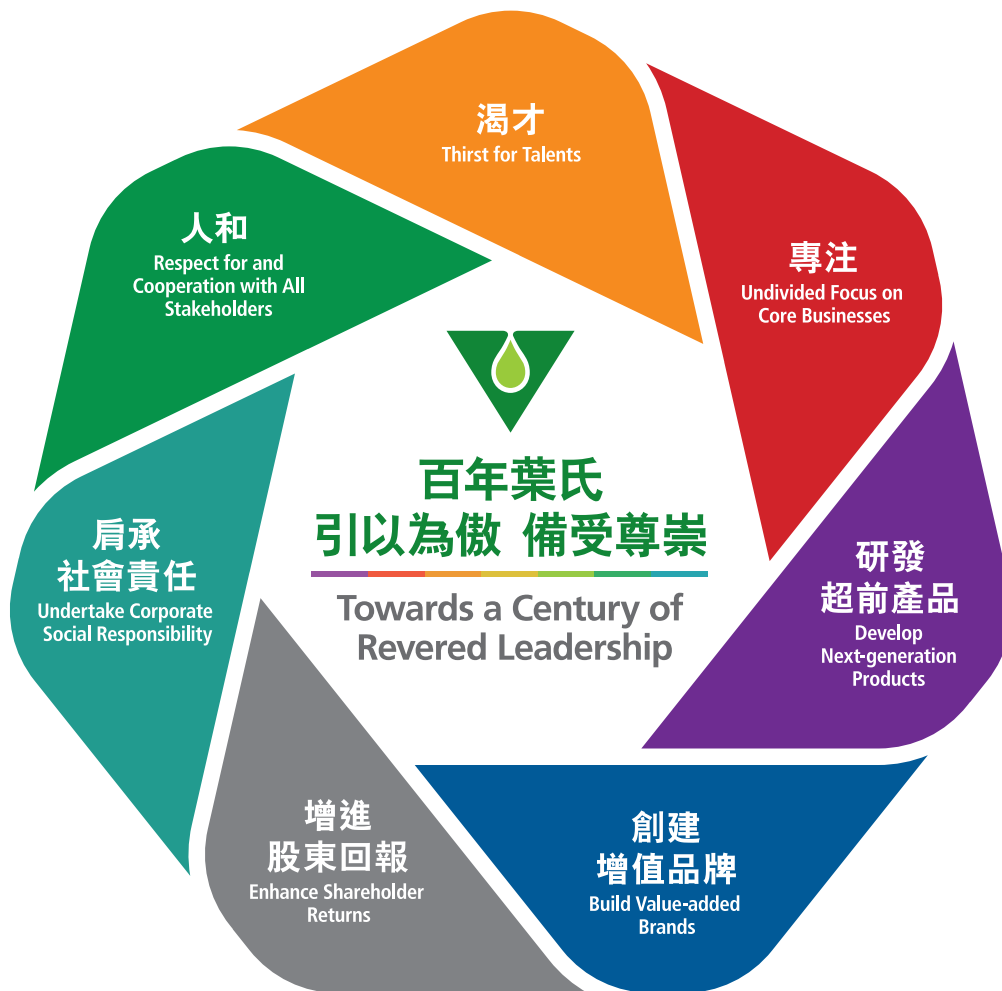 渴才
Thirst for Talents
專注
Undivided Focus on
Core Businesses
研發
超前產品
Develop
Next-generation
Products
創建
增值品牌
Build Value-added
Brands
增進
股東回報
Enhance Shareholder
Returns
肩承
社會責任
Undertake Corporate
Social Responsibility
人和
Respect for and
Cooperation with All
Stakeholders
百年葉氏
引以為傲 備受尊崇
Towards a Century of
Revered Leadership